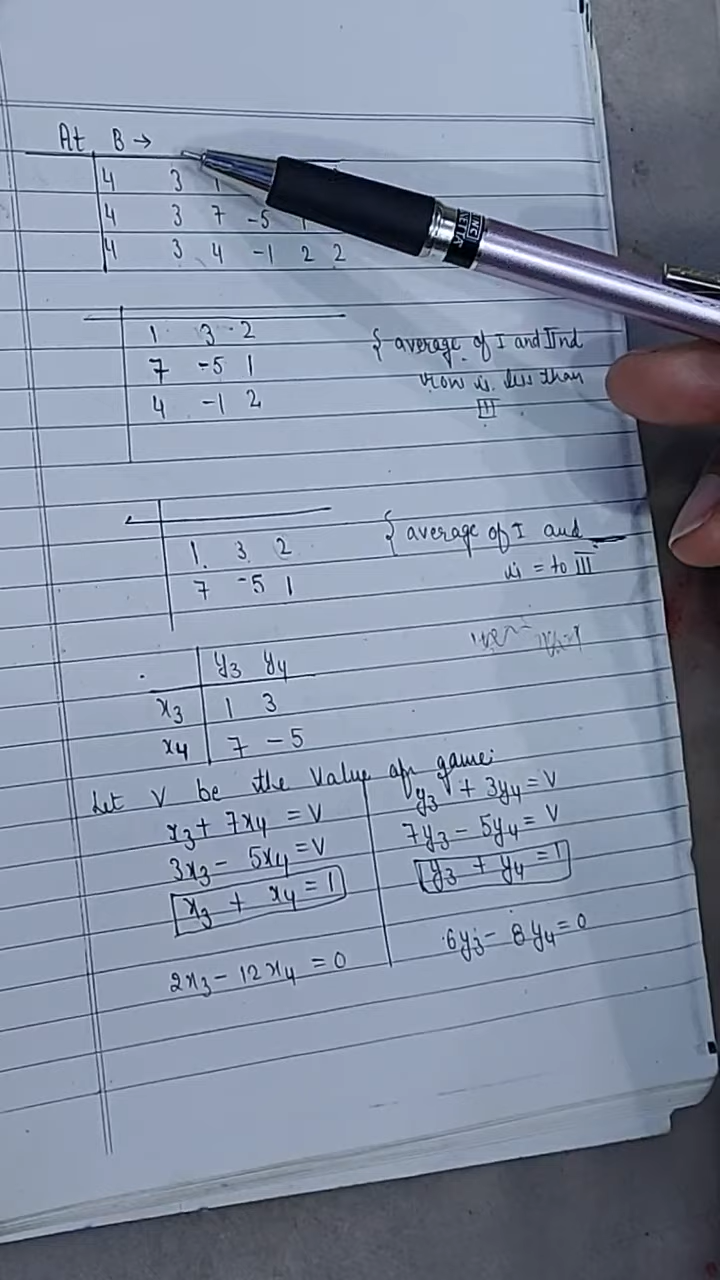 At B →
4 3 1
4 3 7 -5 1
4 3 4 -1 2 2
1 3 2
7 -5 1
4 -1 2
{ average of I and IInd
row is less than
III
1 3 2
7 -5 1
{ average of I and
is = to III
y3 y4
x3 1 3
x4 7 -5
Let V be the value of game:
x3 + 7x4 = V
3x3 - 5x4 = V
x3 + x4 = 1
2x3 - 12x4 = 0
y3 + 3y4 = V
7y3 - 5y4 = V
y3 + y4 = 1
6y3 - 8y4 = 0